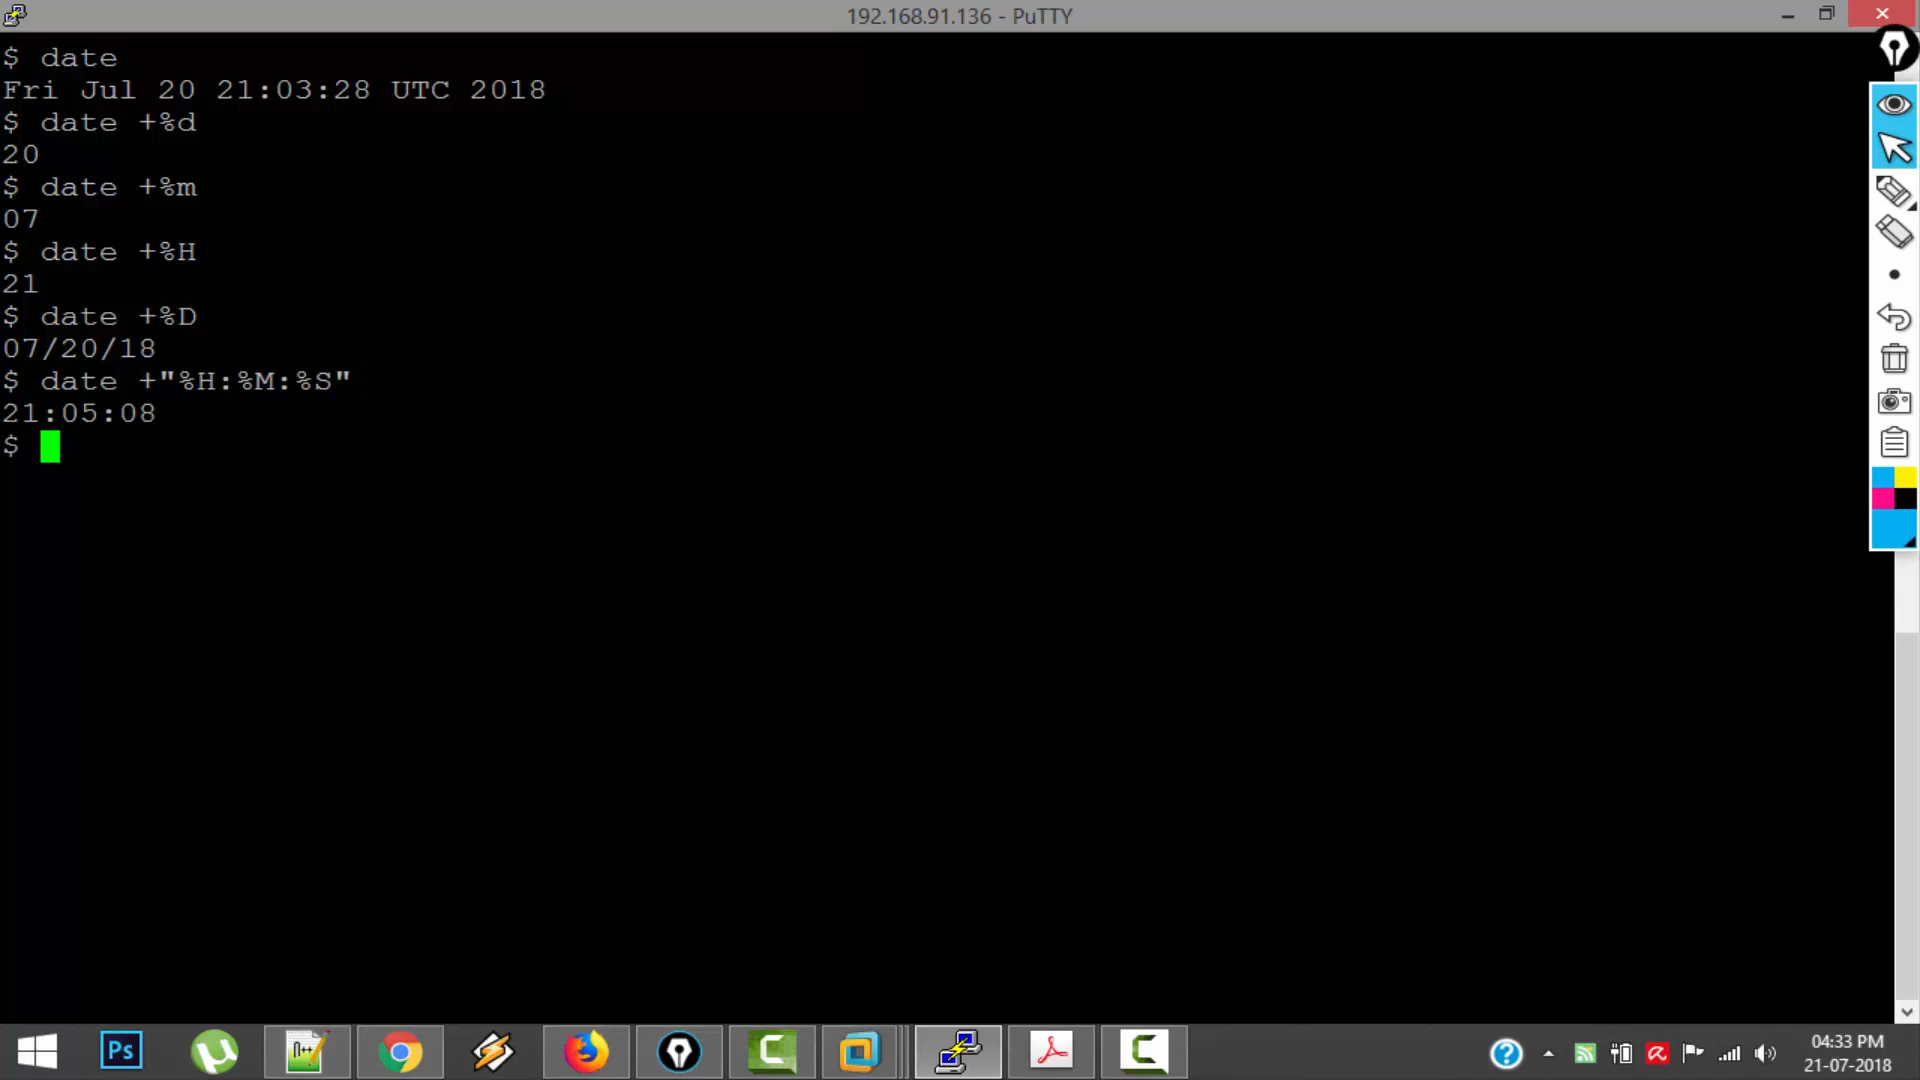 192.168.91.136 - PuTTY
$ date
Fri Jul 20 21:03:28 UTC 2018
$ date +%d
20
$ date +%m
07
$ date +%H
21
$ date +%D
07/20/18
$ date +"%H:%M:%S"
21:05:08
$
Ps
n++
04:33 PM
21-07-2018